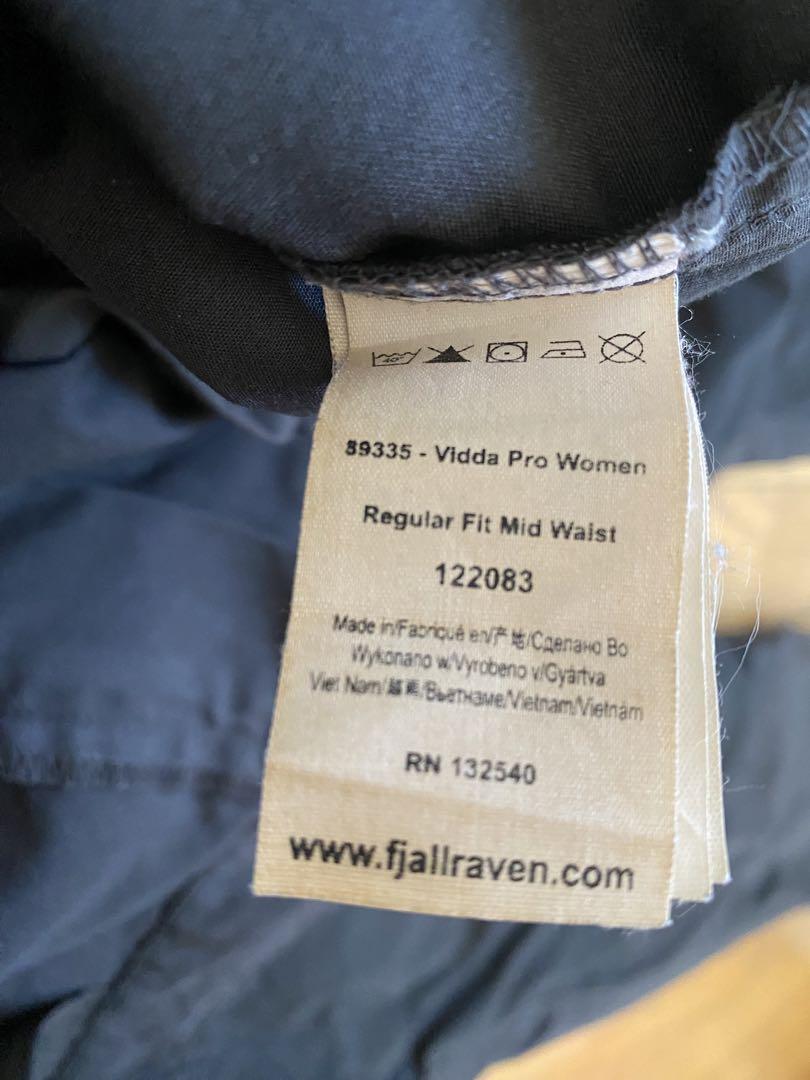 40°
89335 - Vidda Pro Women
Regular Fit Mid Waist
122083
Made in/Fabriqué en/产地/Сделано Во
Wykonano w/Vyrobeno v/Gyártva
Viet Nam/越南/Вьетнаме/Vietnam/Vietnám
RN 132540
www.fjallraven.com